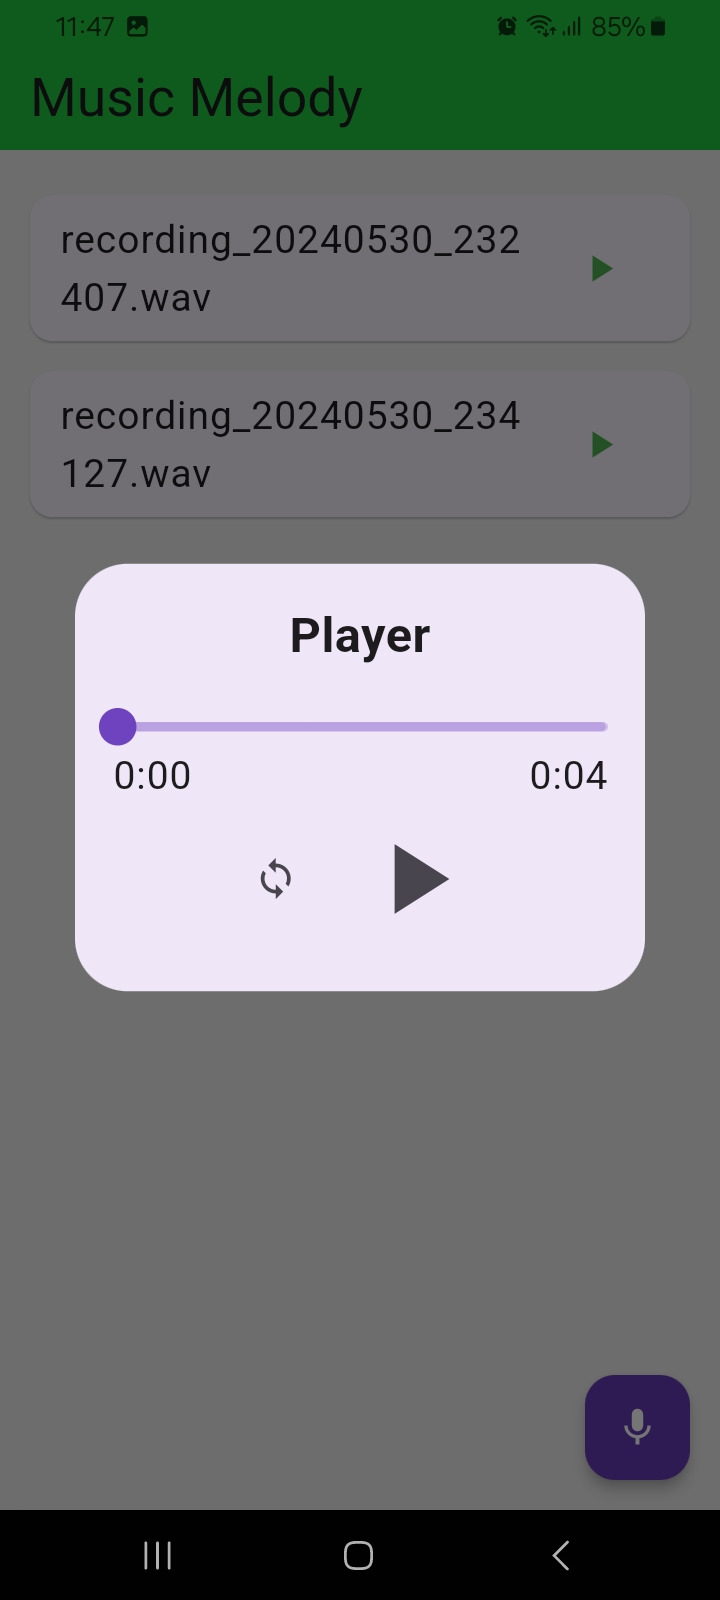 11:47 85%
Music Melody
recording_20240530_232
407.wav
recording_20240530_234
127.wav
Player
0:00 0:04